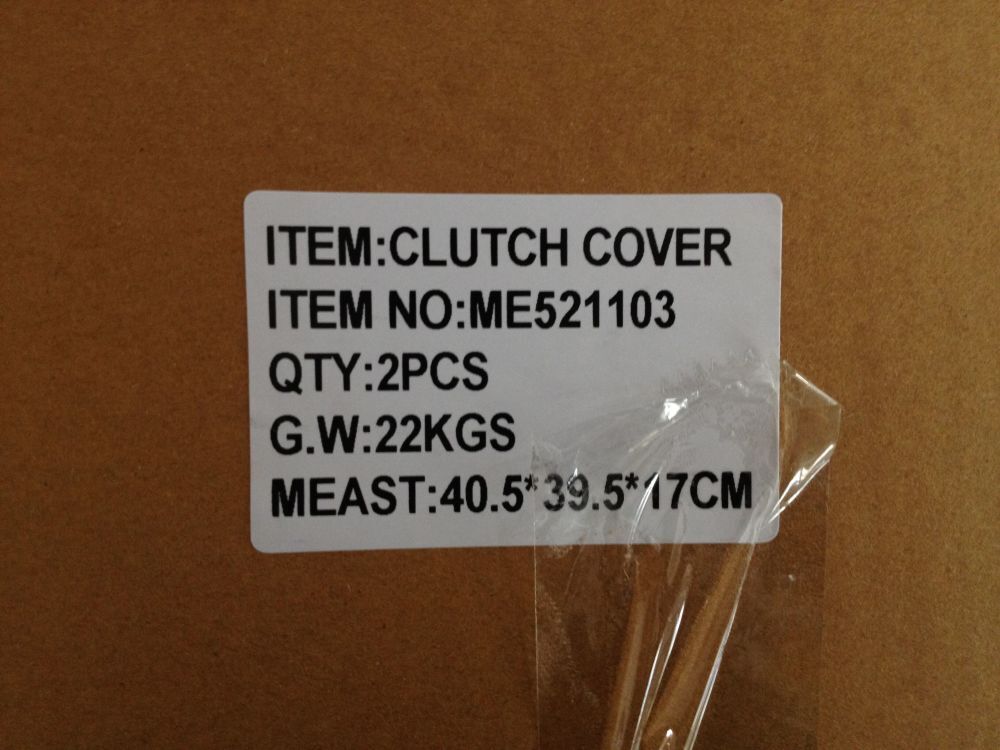 ITEM:CLUTCH COVER
ITEM NO:ME521103
QTY:2PCS
G.W:22KGS
MEAST:40.5*39.5*17CM